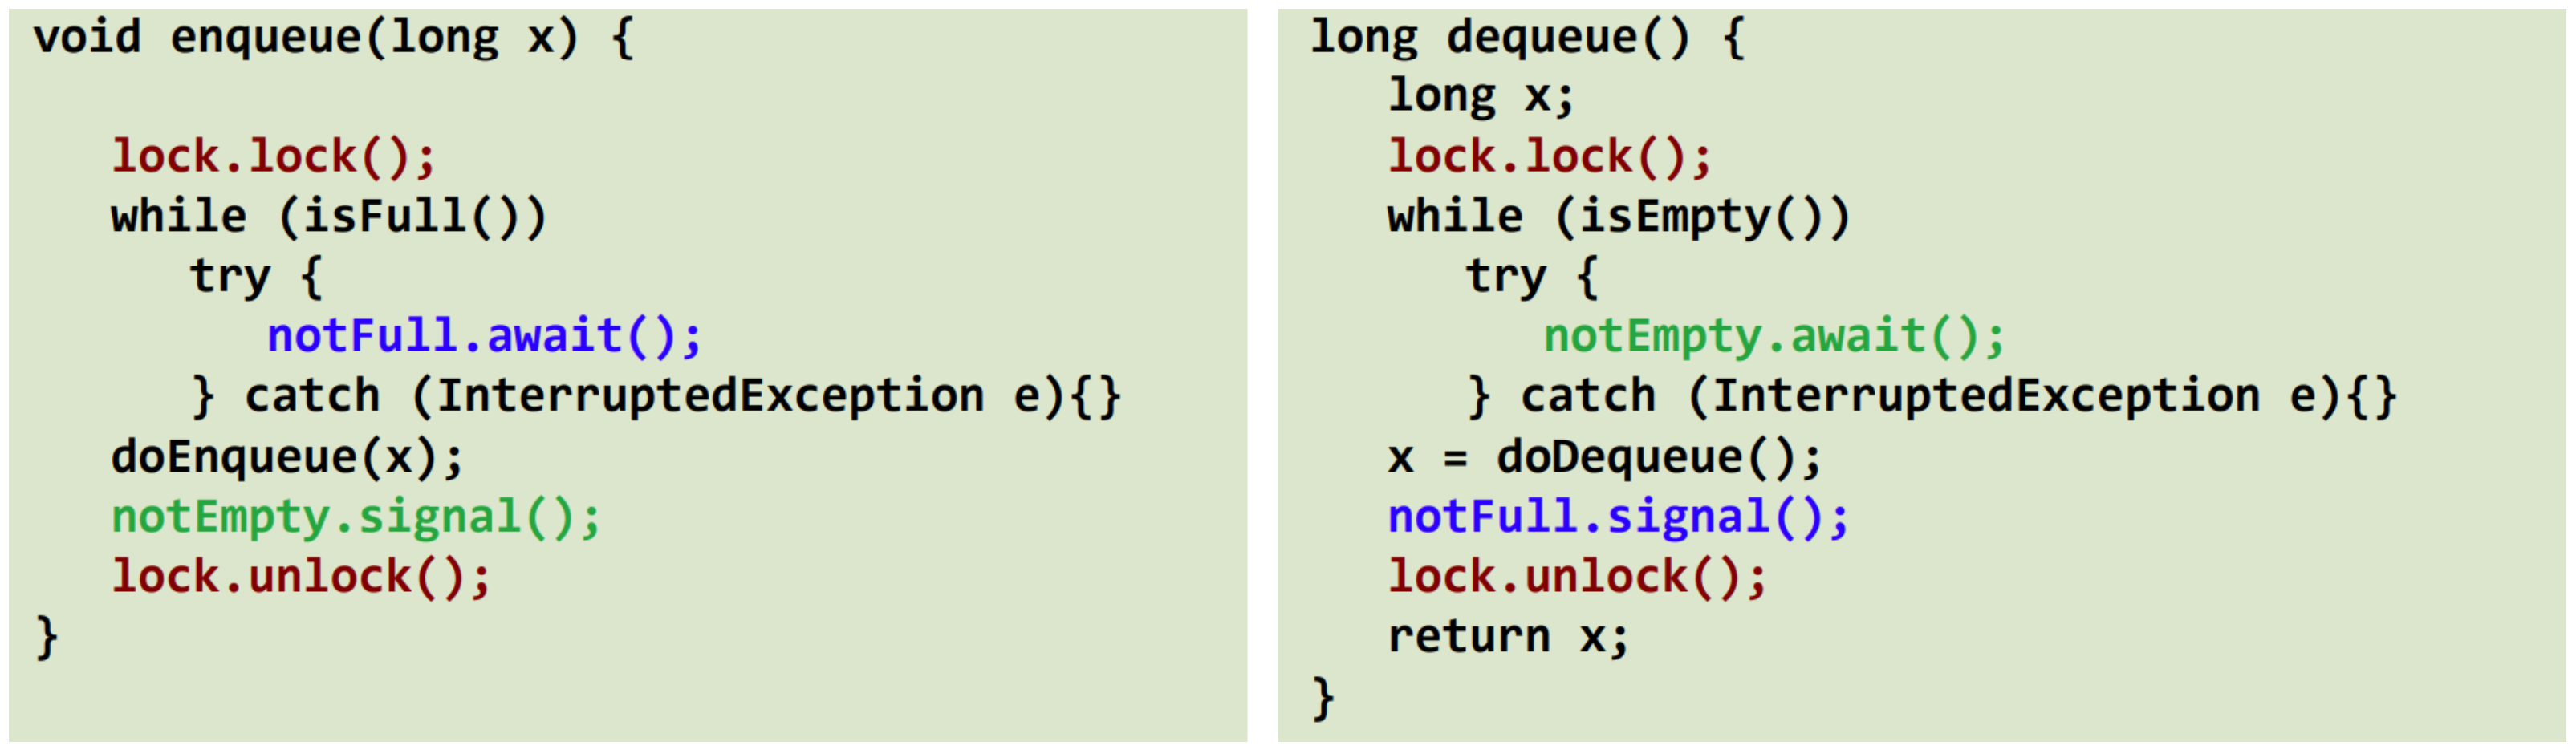 void enqueue(long x) {
lock.lock();
while (isFull())
try {
notFull.await();
} catch (InterruptedException e){}
doEnqueue(x);
notEmpty.signal();
lock.unlock();
}
long dequeue() {
long x;
lock.lock();
while (isEmpty())
try {
notEmpty.await();
} catch (InterruptedException e){}
x = doDequeue();
notFull.signal();
lock.unlock();
return x;
}